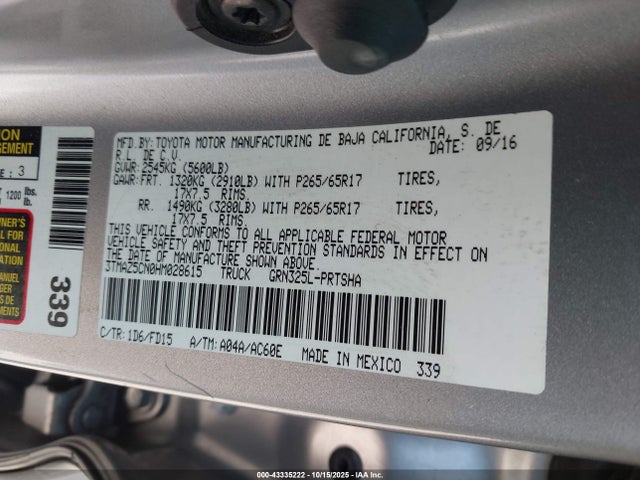 MFD.BY:TOYOTA MOTOR MANUFACTURING DE BAJA CALIFORNIA, S. DE
R.L. DE C.V. DATE: 09/16
GVWR:2545KG (5600LB)
GAWR:FRT. 1320KG (2910LB) WITH P265/65R17 TIRES,
17X7.5 RIMS
RR. 1490KG (3280LB) WITH P265/65R17 TIRES,
17X7.5 RIMS.
THIS VEHICLE CONFORMS TO ALL APPLICABLE FEDERAL MOTOR
VEHICLE SAFETY AND THEFT PREVENTION STANDARDS IN EFFECT ON
THE DATE OF MANUFACTURE SHOWN ABOVE.
3TMAZ5CN0HM028615 TRUCK GRN325L-PRTSHA
C/TR: 1D6/FD15 A/TM: A04A/AC60E MADE IN MEXICO 339
: 3
1200 lbs.
kg.
339
000-43335222 - 10/15/2025 - © IAA